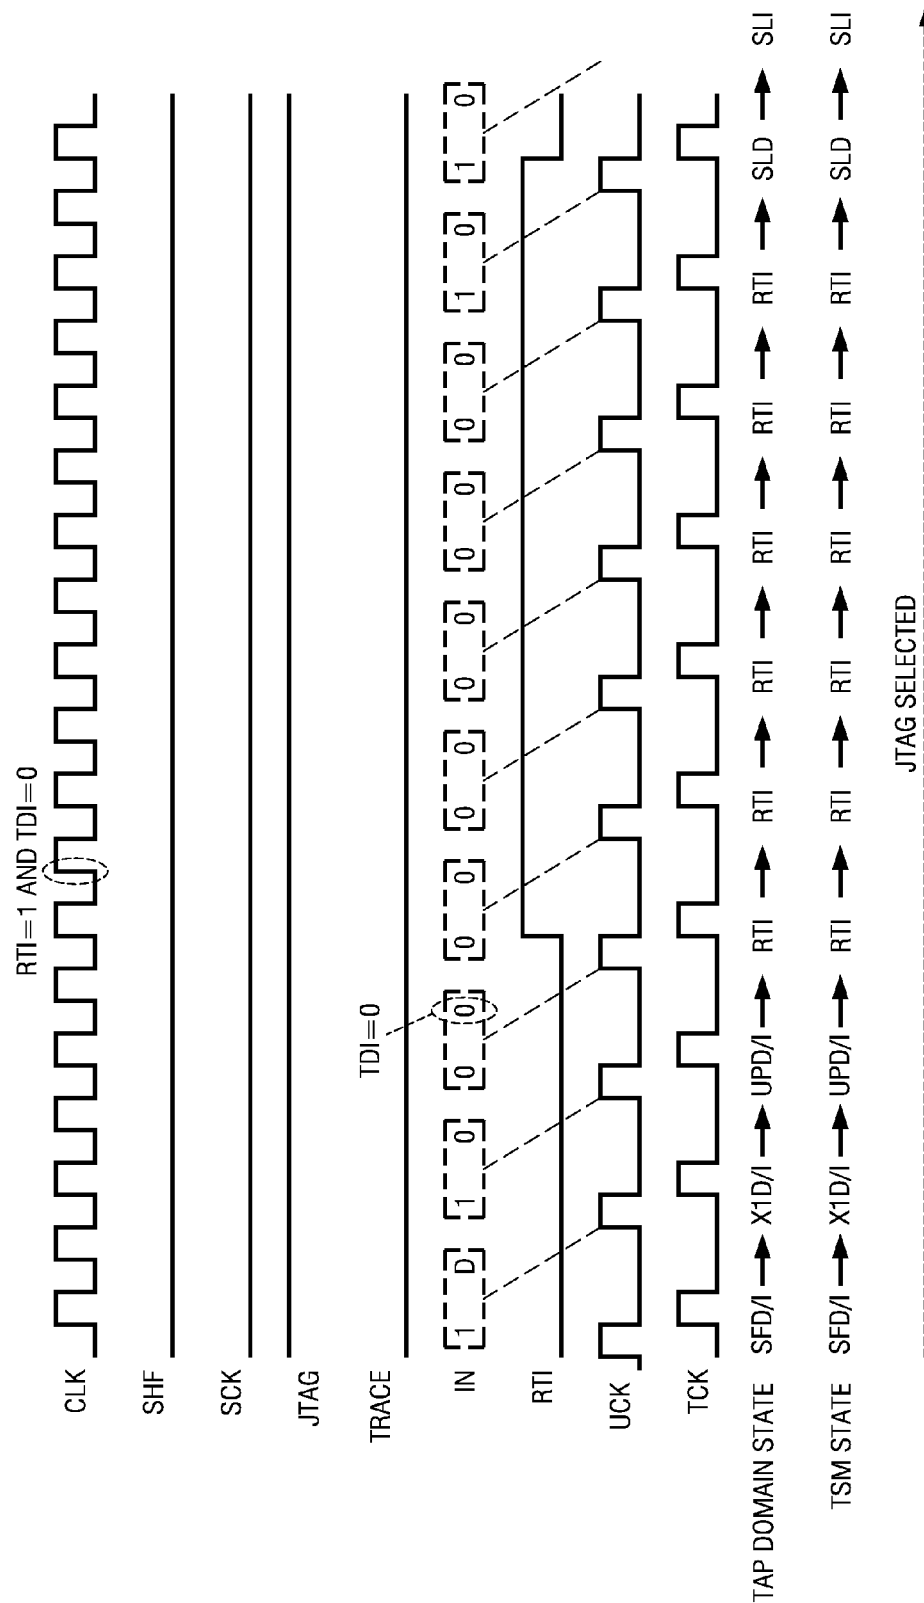 RTI=1 AND TDI=0
CLK
SHF
SCK
JTAG
TRACE
TDI=0
IN 1 D 1 0 0 0 0 0 0 0 0 0 0 0 0 0 1 0 1 0
RTI
UCK
TCK
TAP DOMAIN STATE SFD/I → X1D/I → UPD/I → RTI → RTI → RTI → RTI → RTI → RTI → SLD → SLI
TSM STATE SFD/I → X1D/I → UPD/I → RTI → RTI → RTI → RTI → RTI → RTI → SLD → SLI
JTAG SELECTED